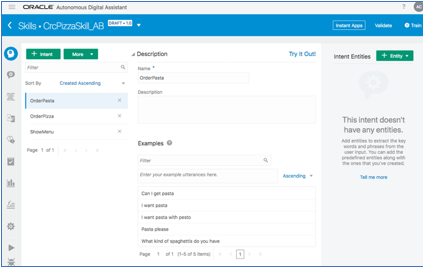 ORACLE Autonomous Digital Assistant
Skills • CrcPizzaSkill_AB DRAFT • 1.0
Instant Apps Validate Train
+ Intent More
Filter
Sort By Created Ascending
OrderPasta
OrderPizza
ShowMenu
Page 1 of 1
Description Try It Out!
Name *
OrderPasta
Description
Examples
Filter
Enter your example utterances here. Ascending
Can I get pasta
I want pasta
I want pasta with pesto
Pasta please
What kind of spaghettis do you have
Page 1 of 1 (1-5 of 5 items) 1
Intent Entities + Entity
This intent doesn't
have any entities.
Add entities to extract the key
words and phrases from the
user input. You can add the
predefined entities along with
the ones that you've created.
Tell me more